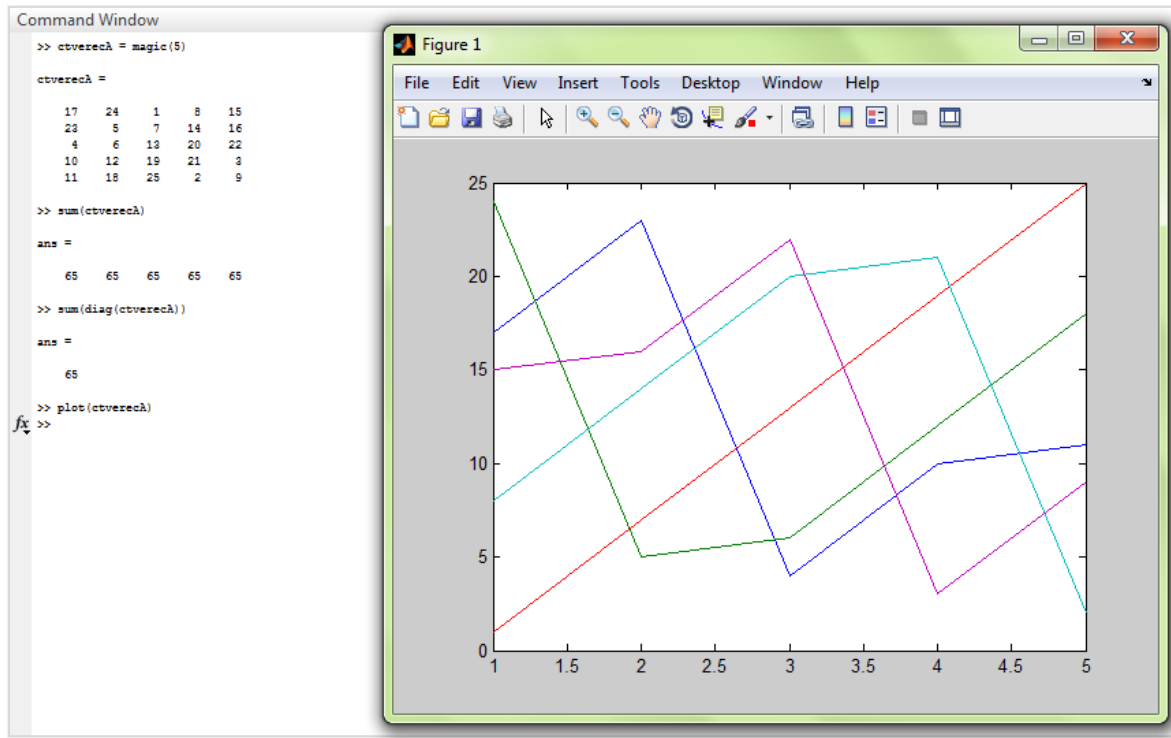 Command Window
>> ctverecA = magic(5)
ctverecA =
17 24 1 8 15
23 5 7 14 16
4 6 13 20 22
10 12 19 21 3
11 18 25 2 9
>> sum(ctverecA)
ans =
65 65 65 65 65
>> sum(diag(ctverecA))
ans =
65
>> plot(ctverecA)
fx >>
Figure 1
File Edit View Insert Tools Desktop Window Help
25
20
15
10
5
0
1 1.5 2 2.5 3 3.5 4 4.5 5